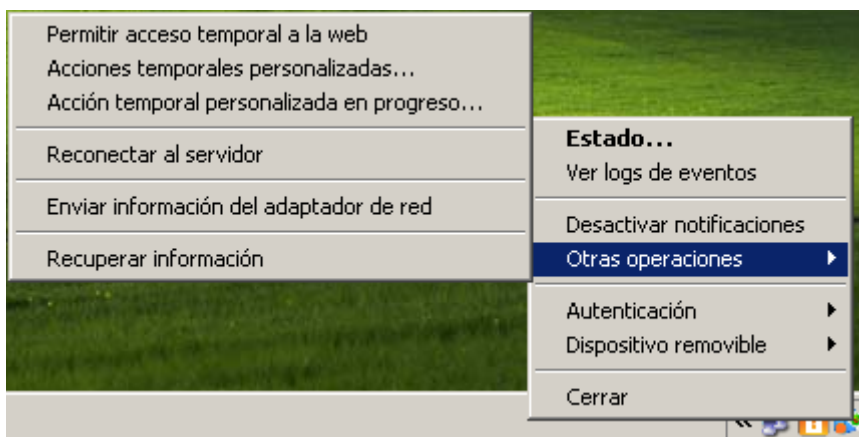 Permitir acceso temporal a la web
Acciones temporales personalizadas...
Acción temporal personalizada en progreso...
Reconectar al servidor
Enviar información del adaptador de red
Recuperar información
Estado...
Ver logs de eventos
Desactivar notificaciones
Otras operaciones
Autenticación
Dispositivo removible
Cerrar